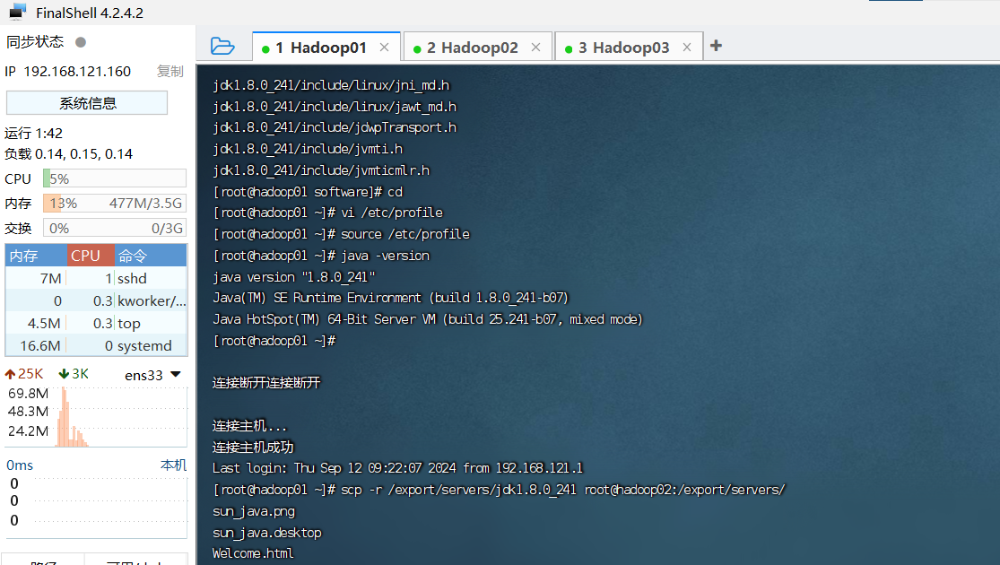 FinalShell 4.2.4.2
同步状态
IP 192.168.121.160 复制
系统信息
运行 1:42
负载 0.14, 0.15, 0.14
CPU 5%
内存 13% 477M/3.5G
交换 0% 0/3G
内存 CPU 命令
7M 1 sshd
0 0.3 kworker/...
4.5M 0.3 top
16.6M 0 systemd
25K 3K ens33
69.8M
48.3M
24.2M
0ms 本机
0
0
0
1 Hadoop01
2 Hadoop02
3 Hadoop03
jdk1.8.0_241/include/linux/jni_md.h
jdk1.8.0_241/include/linux/jawt_md.h
jdk1.8.0_241/include/jdwpTransport.h
jdk1.8.0_241/include/jvmti.h
jdk1.8.0_241/include/jvmticmlr.h
[root@hadoop01 software]# cd
[root@hadoop01 ~]# vi /etc/profile
[root@hadoop01 ~]# source /etc/profile
[root@hadoop01 ~]# java -version
java version "1.8.0_241"
Java(TM) SE Runtime Environment (build 1.8.0_241-b07)
Java HotSpot(TM) 64-Bit Server VM (build 25.241-b07, mixed mode)
[root@hadoop01 ~]#
连接断开连接断开
连接主机...
连接主机成功
Last login: Thu Sep 12 09:22:07 2024 from 192.168.121.1
[root@hadoop01 ~]# scp -r /export/servers/jdk1.8.0_241 root@hadoop02:/export/servers/
sun_java.png
sun_java.desktop
Welcome.html